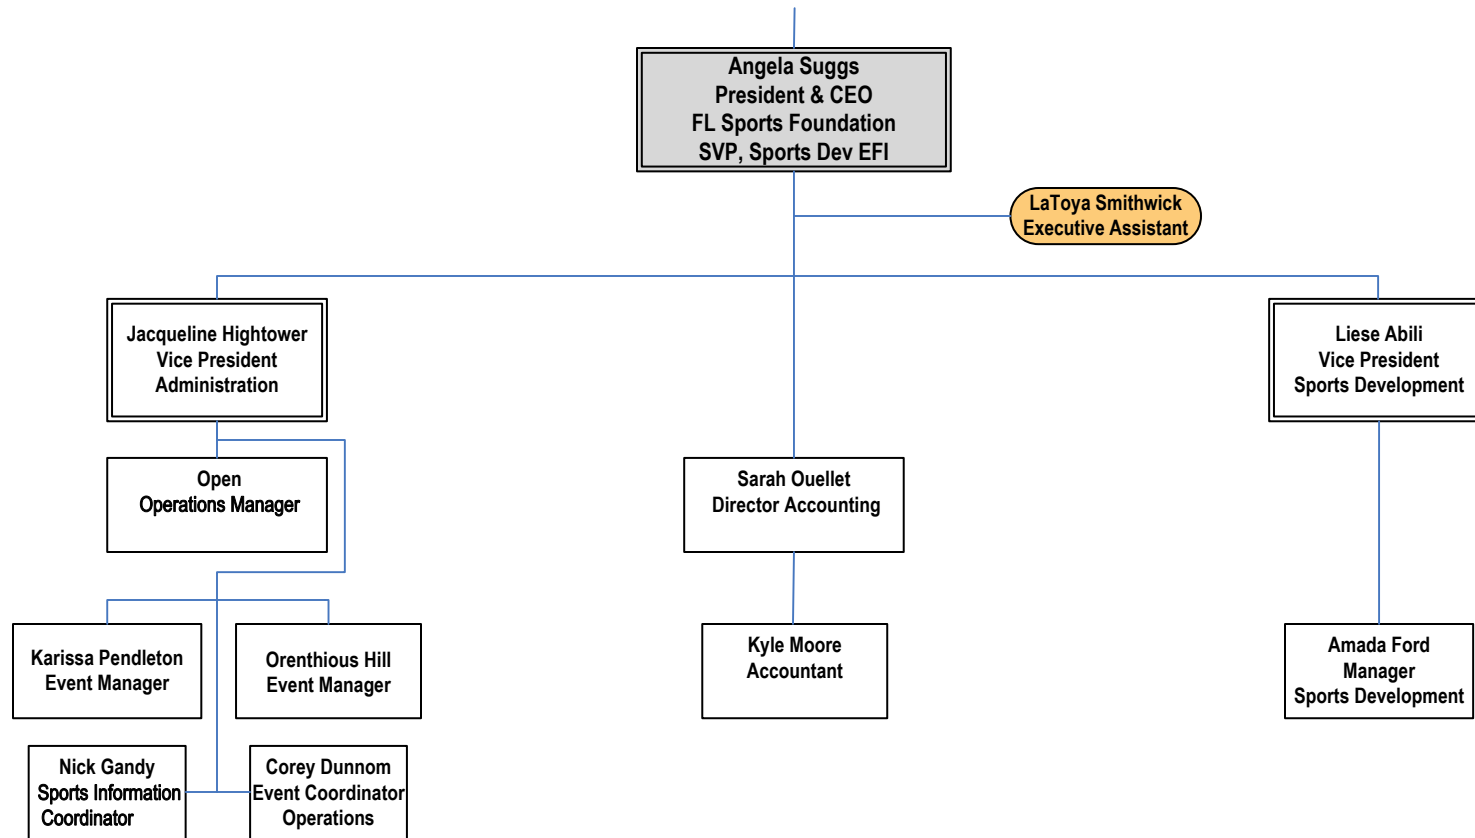 Angela Suggs
President & CEO
FL Sports Foundation
SVP, Sports Dev EFI
LaToya Smithwick
Executive Assistant
Jacqueline Hightower
Vice President
Administration
Liese Abili
Vice President
Sports Development
Open
Operations Manager
Sarah Ouellet
Director Accounting
Karissa Pendleton
Event Manager
Orenthious Hill
Event Manager
Kyle Moore
Accountant
Amada Ford
Manager
Sports Development
Nick Gandy
Sports Information
Coordinator
Corey Dunnom
Event Coordinator
Operations